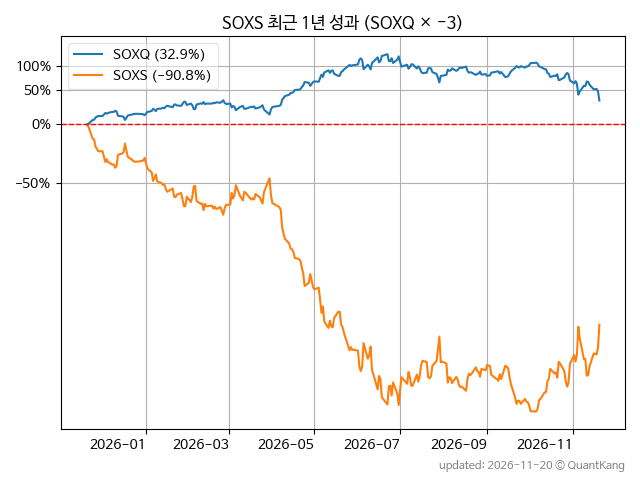 SOXS 최근 1년 성과 (SOXQ × −3)
SOXQ (32.9%)
SOXS (−90.8%)
100%
50%
0%
−50%
2026-01 2026-03 2026-05 2026-07 2026-09 2026-11
updated: 2026-11-20 © QuantKang